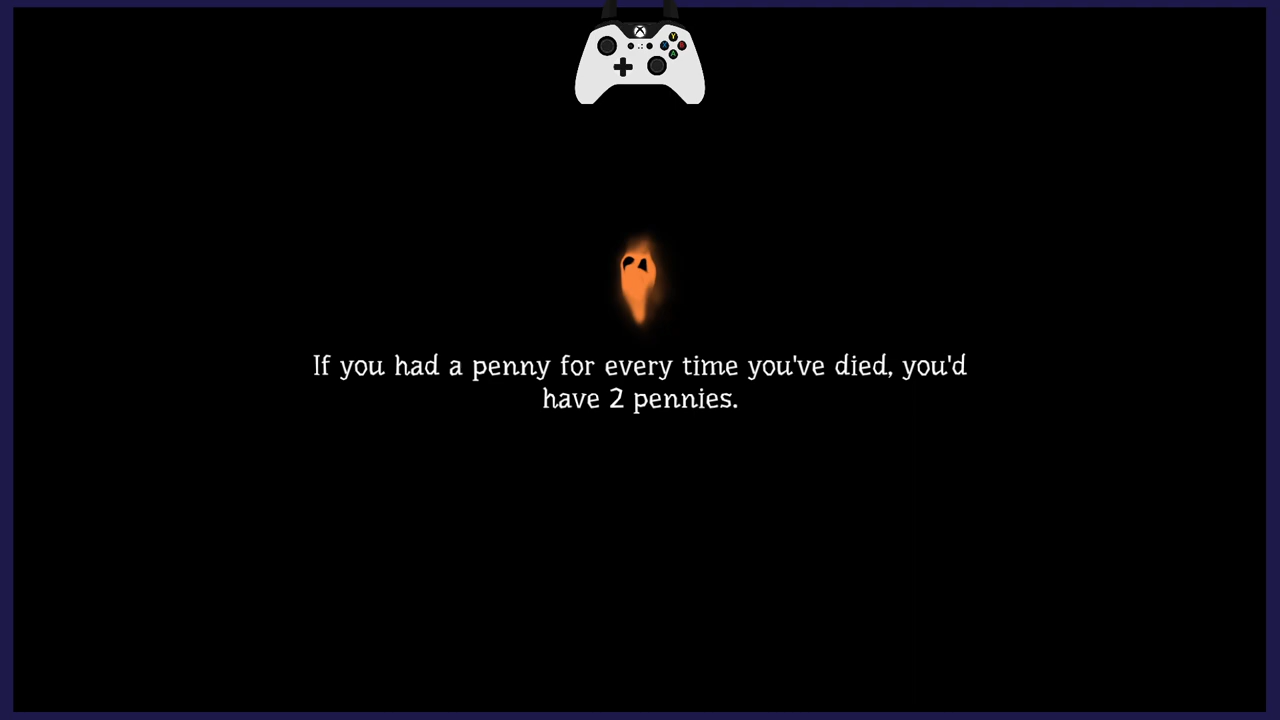 Y
X
B
A
If you had a penny for every time you've died, you'd
have 2 pennies.